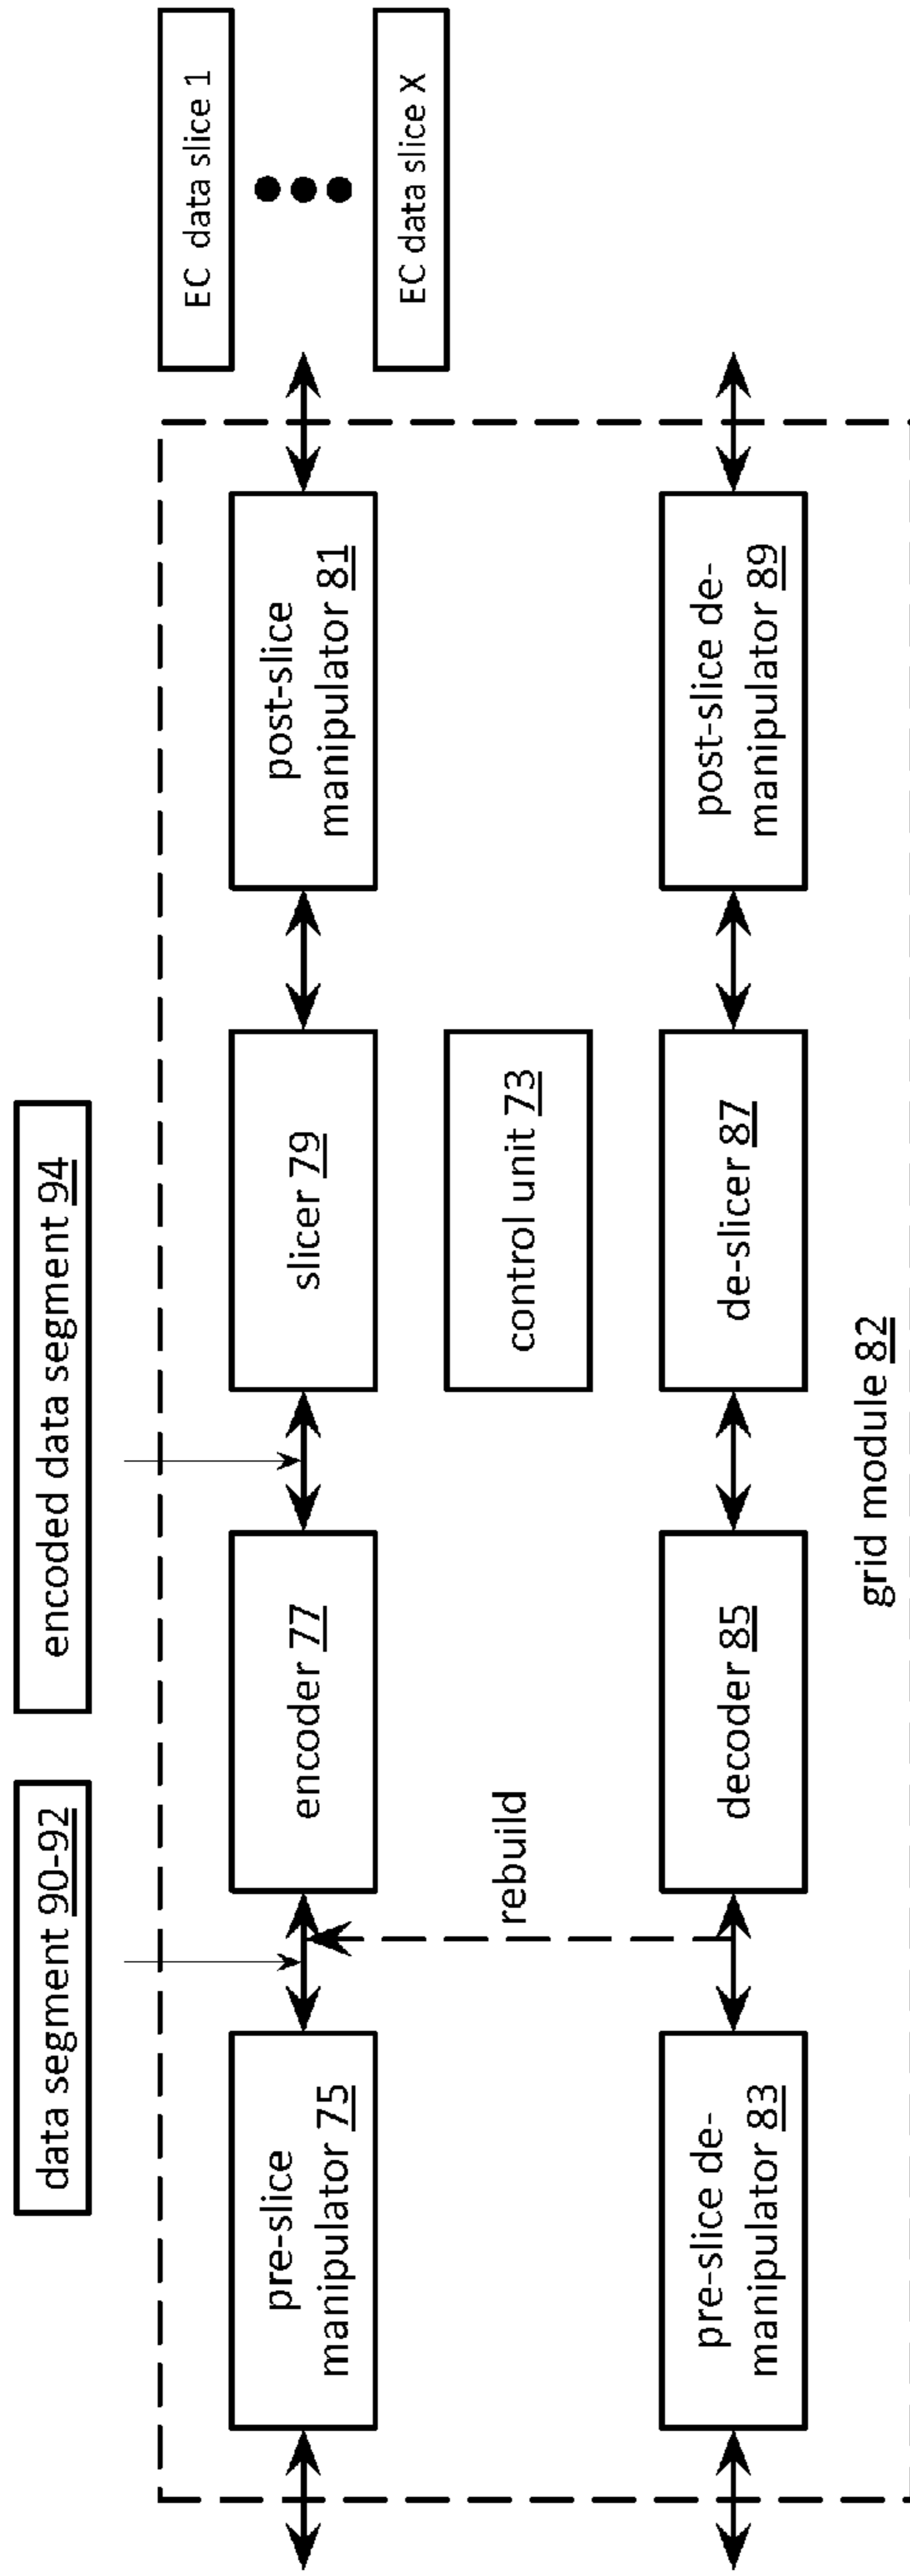 data segment 90-92
encoded data segment 94
EC data slice 1
EC data slice X
pre-slice
manipulator 75
encoder 77
slicer 79
post-slice
manipulator 81
rebuild
control unit 73
pre-slice de-
manipulator 83
decoder 85
de-slicer 87
post-slice de-
manipulator 89
grid module 82